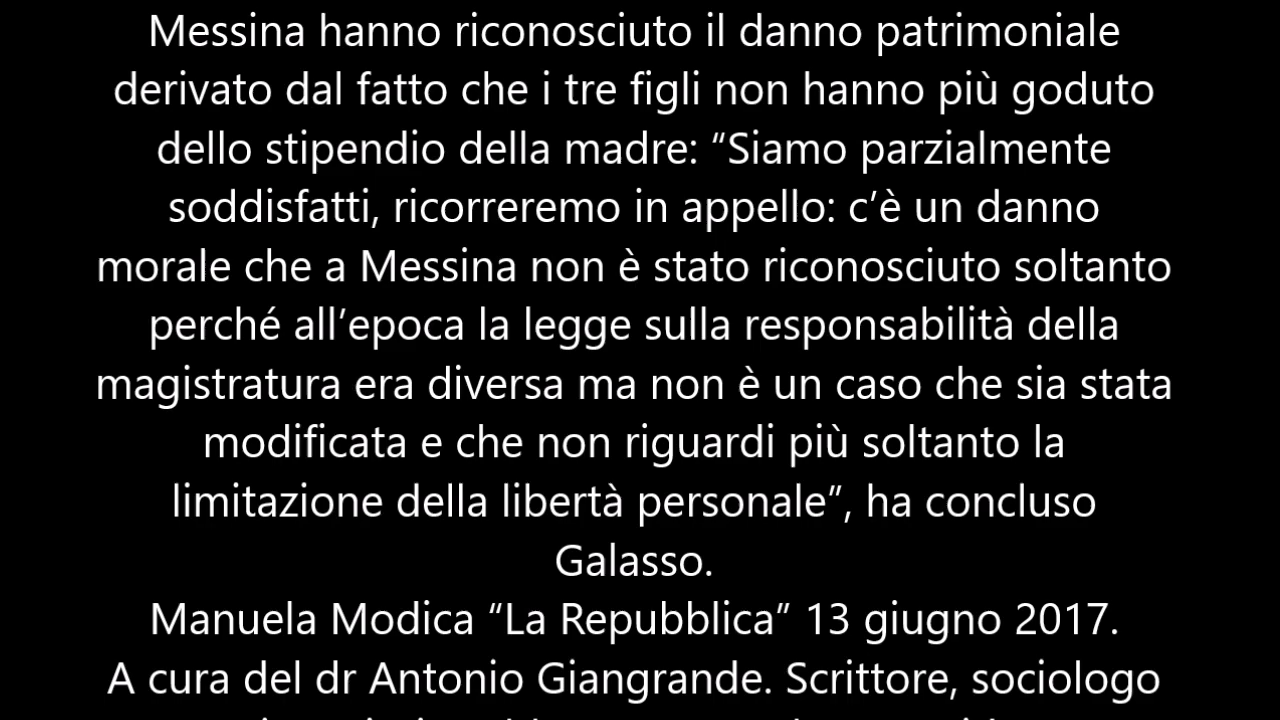 Messina hanno riconosciuto il danno patrimoniale
derivato dal fatto che i tre figli non hanno più goduto
dello stipendio della madre: “Siamo parzialmente
soddisfatti, ricorreremo in appello: c’è un danno
morale che a Messina non è stato riconosciuto soltanto
perché all’epoca la legge sulla responsabilità della
magistratura era diversa ma non è un caso che sia stata
modificata e che non riguardi più soltanto la
limitazione della libertà personale”, ha concluso
Galasso.
Manuela Modica “La Repubblica” 13 giugno 2017.
A cura del dr Antonio Giangrande. Scrittore, sociologo